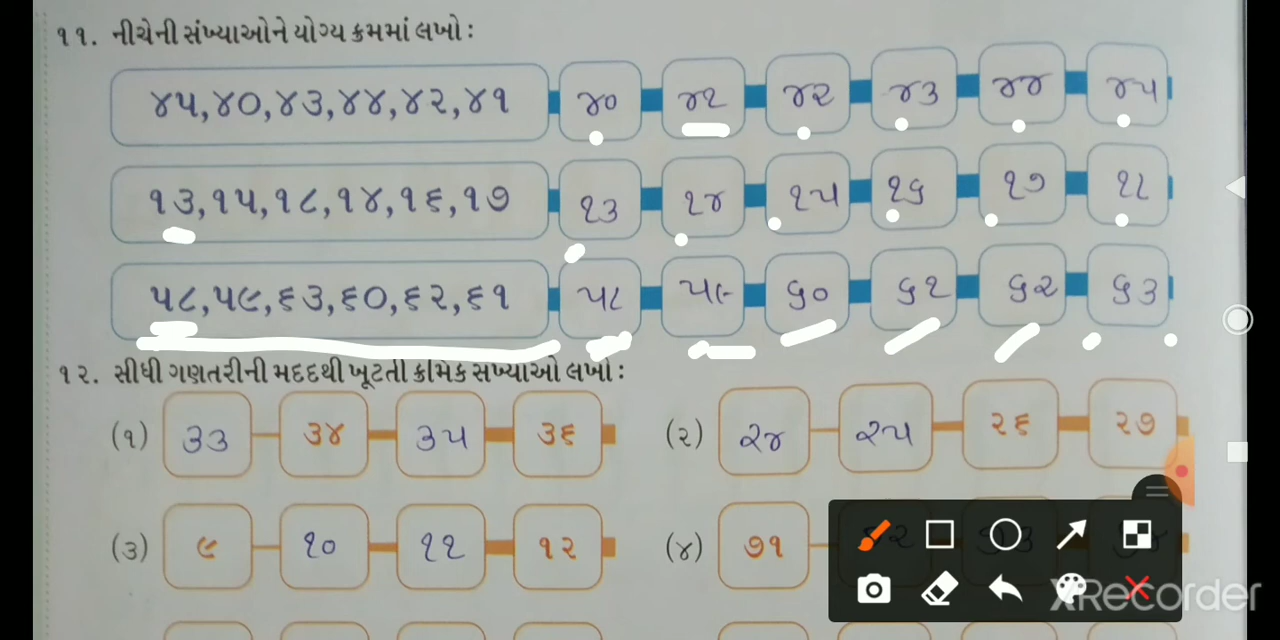 ૧૧. નીચેની સંખ્યાઓને યોગ્ય ક્રમમાં લખો :
૪૫, ૪૦, ૪૩, ૪૪, ૪૨, ૪૧ ૪૦ ૪૧ ૪૨ ૪૩ ૪૪ ૪૫
૧૩, ૧૫, ૧૮, ૧૪, ૧૬, ૧૭ ૧૩ ૧૪ ૧૫ ૧૬ ૧૭ ૧૮
૫૮, ૫૯, ૬૩, ૬૦, ૬૨, ૬૧ ૫૮ ૫૯ ૬૦ ૬૧ ૬૨ ૬૩
૧૨. સીધી ગણતરીની મદદથી ખૂટતી ક્રમિક સખ્યાઓ લખો :
(૧) ૩૩ ૩૪ ૩૫ ૩૬ (૨) ૨૪ ૨૫ ૨૬ ૨૭
(૩) ૯ ૧૦ ૧૧ ૧૨ (૪) ૭૧
XRecorder